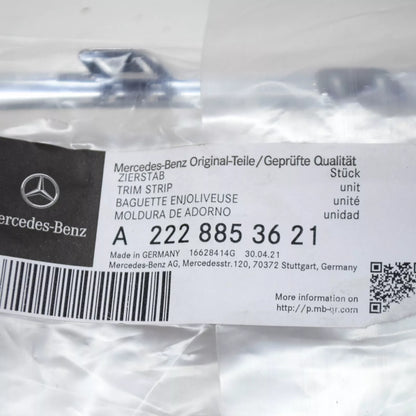 Mercedes-Benz Original-Teile/Geprüfte Qualität
ZIERSTAB Stück
TRIM STRIP unit
BAGUETTE ENJOLIVEUSE unité
MOLDURA DE ADORNO unidad
ercedes-Benz
A 222 885 36 21
Made in GERMANY 16628414G 30.04.21
Mercedes-Benz AG, Mercedesstr.120, 70372 Stuttgart, Germany
More information on
http://p.mb-qr.com